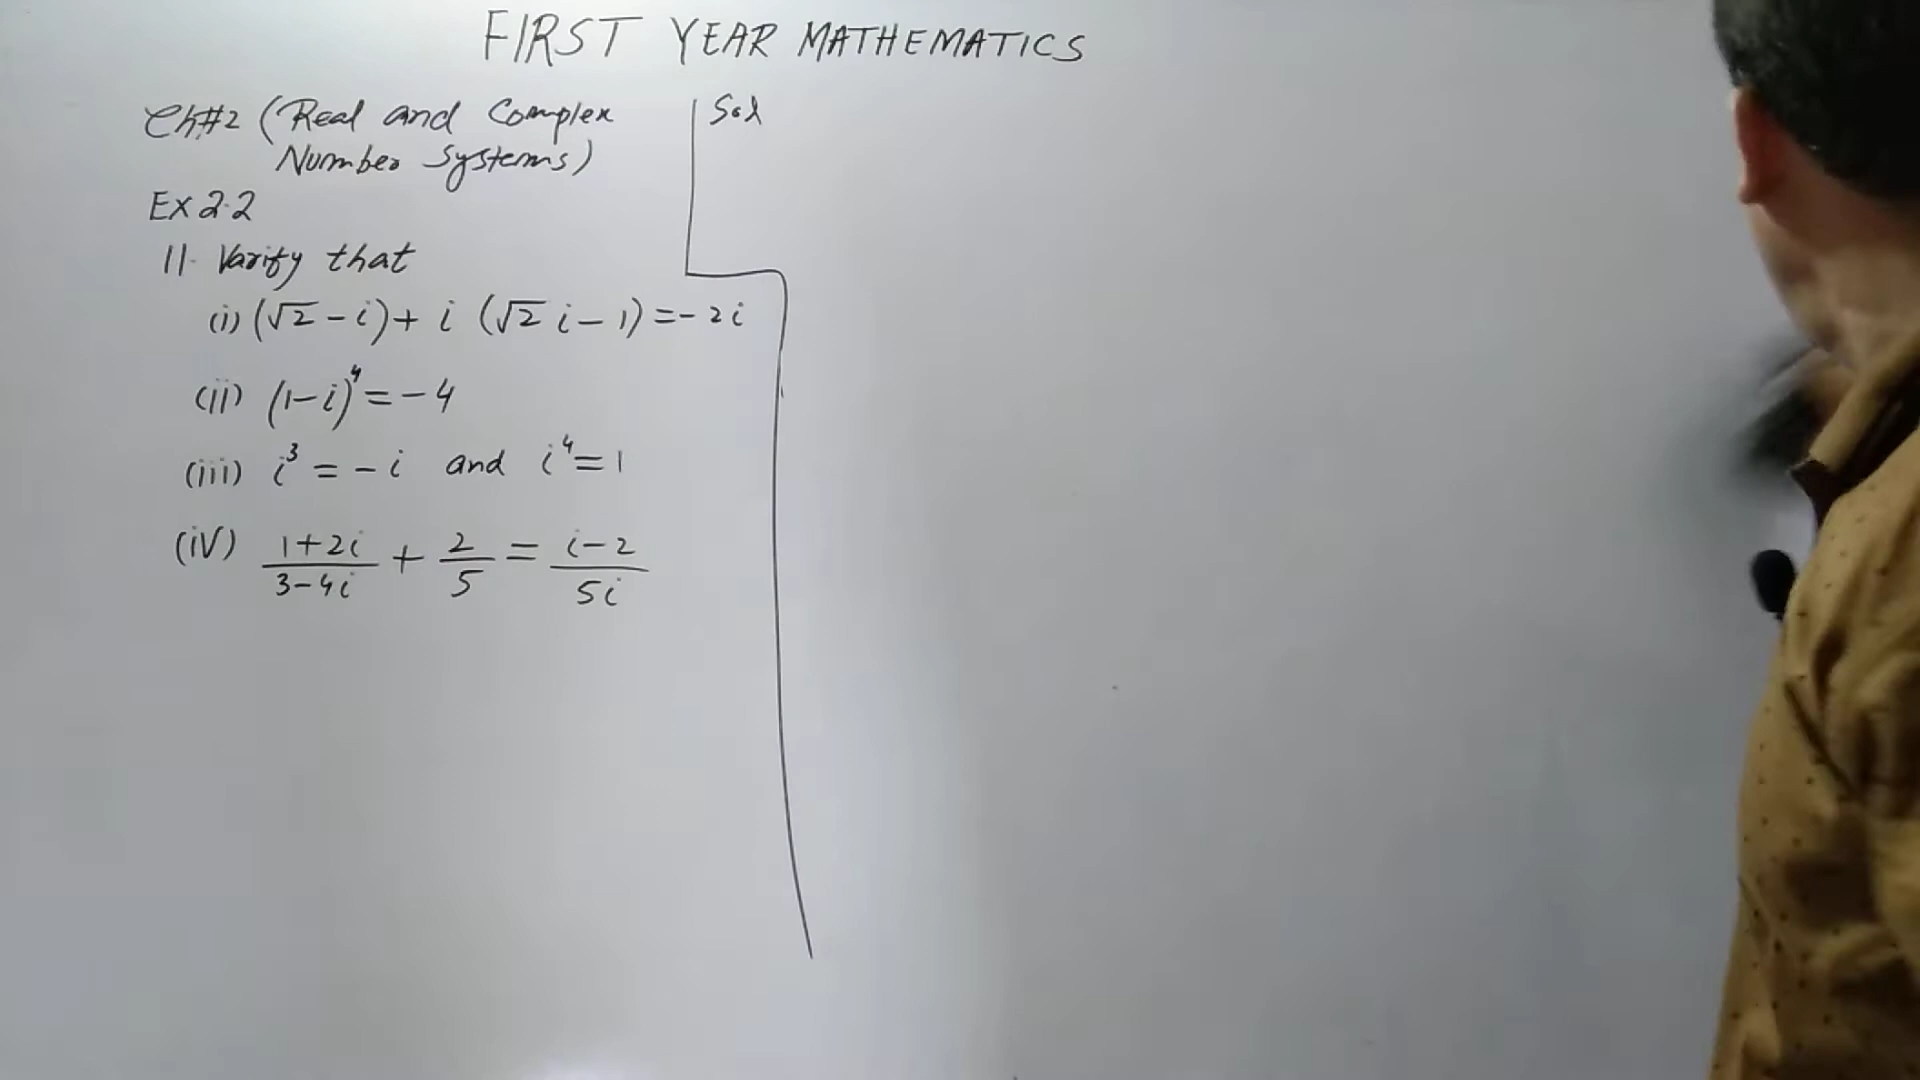 FIRST YEAR MATHEMATICS
Ch#2 (Real and Complex
Number Systems)
Ex 2.2
11. Varify that
(i) (√2 - i) + i (√2 i - 1) = - 2i
(ii) (1-i)⁴ = - 4
(iii) i³ = - i and i⁴ = 1
(iv) (1+2i)/(3-4i) + 2/5 = (i-2)/(5i)
Sol